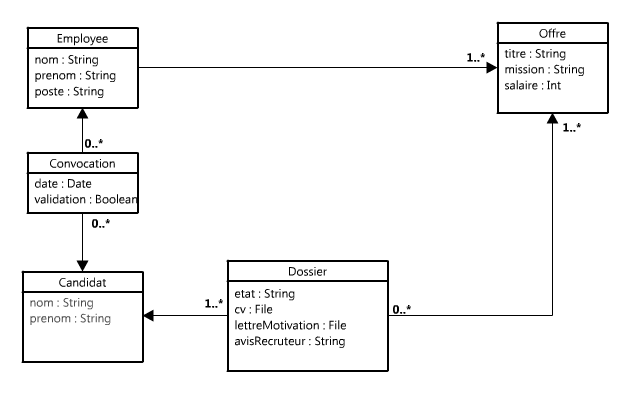 Employee
nom : String
prenom : String
poste : String
Offre
titre : String
mission : String
salaire : Int
1..*
0..*
1..*
Convocation
date : Date
validation : Boolean
0..*
Candidat
nom : String
prenom : String
Dossier
etat : String
cv : File
lettreMotivation : File
avisRecruteur : String
1..*
0..*